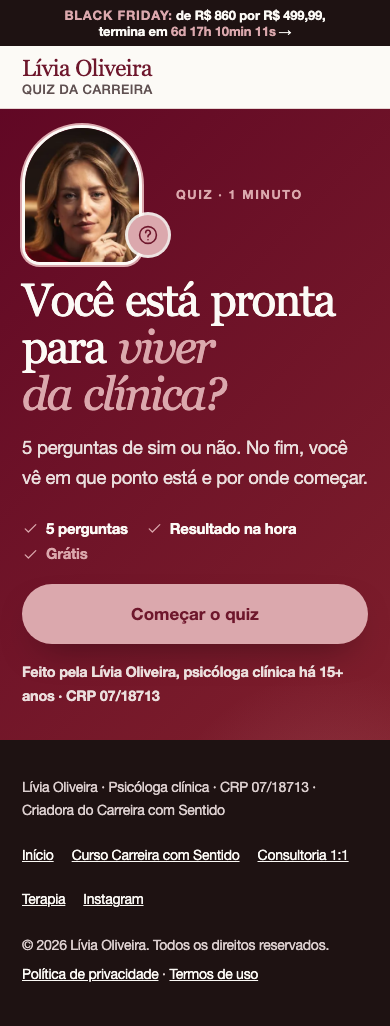 BLACK FRIDAY: de R$ 860 por R$ 499,99,
termina em 6d 17h 10min 11s →
Lívia Oliveira
QUIZ DA CARREIRA
QUIZ · 1 MINUTO
Você está pronta
para viver
da clínica?
5 perguntas de sim ou não. No fim, você
vê em que ponto está e por onde começar.
5 perguntas Resultado na hora
Grátis
Começar o quiz
Feito pela Lívia Oliveira, psicóloga clínica há 15+
anos · CRP 07/18713
Lívia Oliveira · Psicóloga clínica · CRP 07/18713 ·
Criadora do Carreira com Sentido
Início Curso Carreira com Sentido Consultoria 1:1
Terapia Instagram
© 2026 Lívia Oliveira. Todos os direitos reservados.
Política de privacidade · Termos de uso